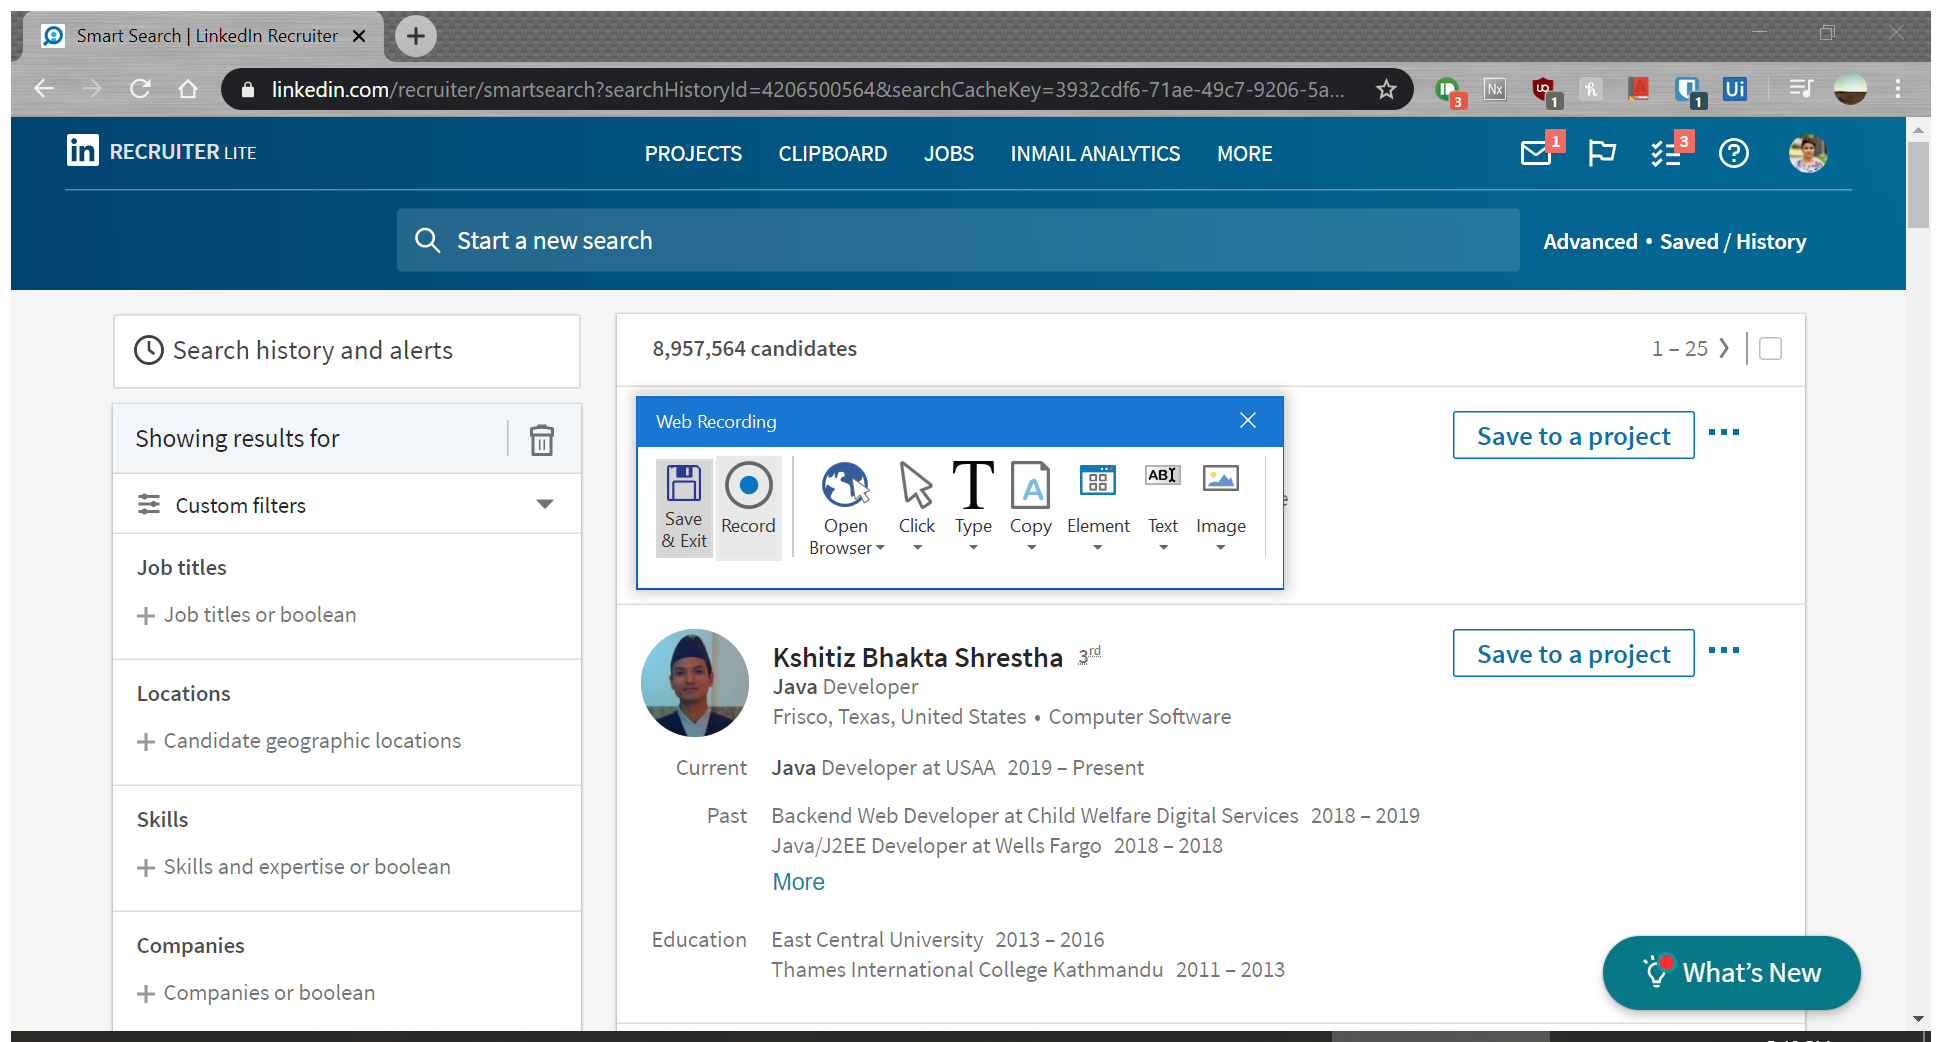 Smart Search | LinkedIn Recruiter
linkedin.com/recruiter/smartsearch?searchHistoryId=4206500564&searchCacheKey=3932cdf6-71ae-49c7-9206-5a...
3
Nx
1
1
Ui
in RECRUITER LITE
PROJECTS CLIPBOARD JOBS INMAIL ANALYTICS MORE
1
3
Start a new search
Advanced • Saved / History
Search history and alerts
Showing results for
Custom filters
Job titles
+ Job titles or boolean
Locations
+ Candidate geographic locations
Skills
+ Skills and expertise or boolean
Companies
+ Companies or boolean
8,957,564 candidates
1 – 25
Web Recording
Save & Exit
Record
Open Browser
Click
Type
Copy
Element
ABI
Text
Image
Save to a project
Kshitiz Bhakta Shrestha 3rd
Save to a project
Java Developer
Frisco, Texas, United States • Computer Software
Current Java Developer at USAA 2019 – Present
Past Backend Web Developer at Child Welfare Digital Services 2018 – 2019
Java/J2EE Developer at Wells Fargo 2018 – 2018
More
Education East Central University 2013 – 2016
Thames International College Kathmandu 2011 – 2013
What's New